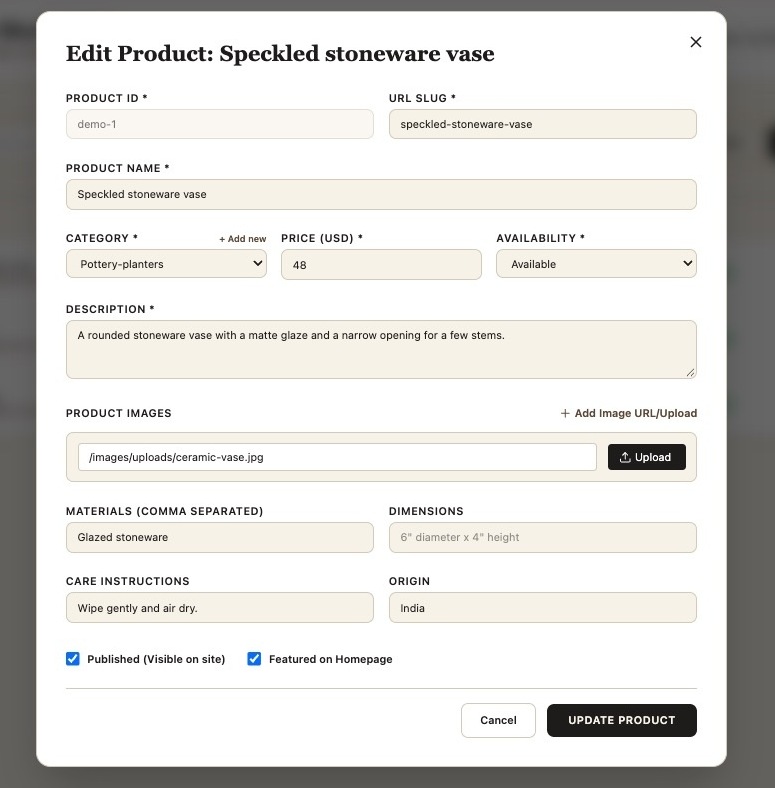 Edit Product: Speckled stoneware vase
PRODUCT ID *
URL SLUG *
demo-1
speckled-stoneware-vase
PRODUCT NAME *
Speckled stoneware vase
CATEGORY *
+ Add new
PRICE (USD) *
AVAILABILITY *
Pottery-planters
48
Available
DESCRIPTION *
A rounded stoneware vase with a matte glaze and a narrow opening for a few stems.
PRODUCT IMAGES
+ Add Image URL/Upload
/images/uploads/ceramic-vase.jpg
Upload
MATERIALS (COMMA SEPARATED)
DIMENSIONS
Glazed stoneware
6" diameter x 4" height
CARE INSTRUCTIONS
ORIGIN
Wipe gently and air dry.
India
Published (Visible on site)
Featured on Homepage
Cancel
UPDATE PRODUCT